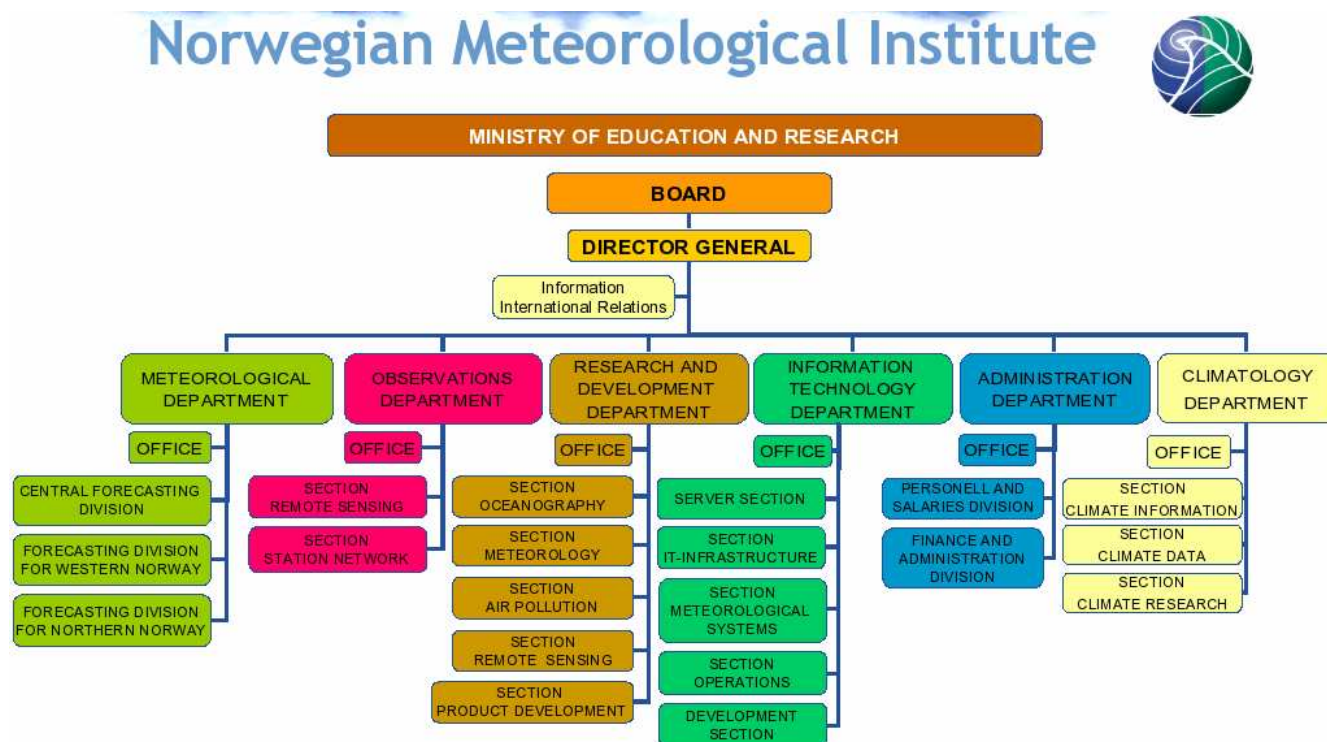 Norwegian Meteorological Institute
MINISTRY OF EDUCATION AND RESEARCH
BOARD
DIRECTOR GENERAL
Information
International Relations
METEOROLOGICAL
DEPARTMENT
OFFICE
CENTRAL FORECASTING
DIVISION
FORECASTING DIVISION
FOR WESTERN NORWAY
FORECASTING DIVISION
FOR NORTHERN NORWAY
OBSERVATIONS
DEPARTMENT
OFFICE
SECTION
REMOTE SENSING
SECTION
STATION NETWORK
RESEARCH AND
DEVELOPMENT
DEPARTMENT
OFFICE
SECTION
OCEANOGRAPHY
SECTION
METEOROLOGY
SECTION
AIR POLLUTION
SECTION
REMOTE SENSING
SECTION
PRODUCT DEVELOPMENT
INFORMATION
TECHNOLOGY
DEPARTMENT
OFFICE
SERVER SECTION
SECTION
IT-INFRASTRUCTURE
SECTION
METEOROLOGICAL
SYSTEMS
SECTION
OPERATIONS
DEVELOPMENT
SECTION
ADMINISTRATION
DEPARTMENT
OFFICE
PERSONELL AND
SALARIES DIVISION
FINANCE AND
ADMINISTRATION
DIVISION
CLIMATOLOGY
DEPARTMENT
OFFICE
SECTION
CLIMATE INFORMATION
SECTION
CLIMATE DATA
SECTION
CLIMATE RESEARCH